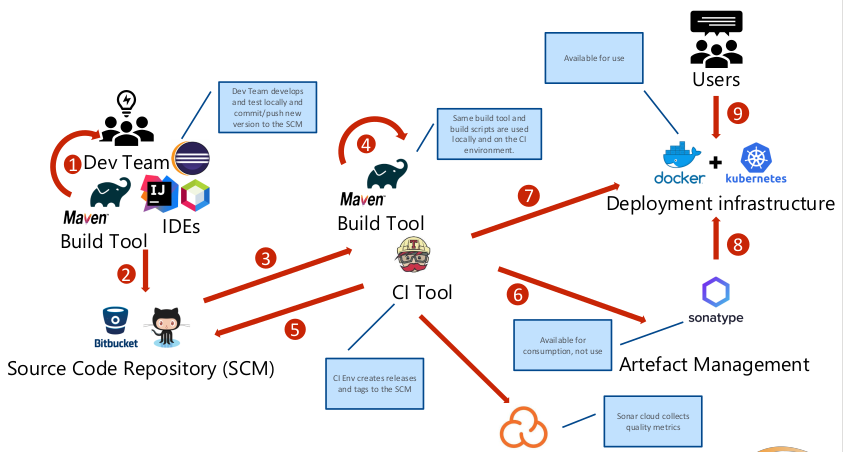 Users
Available for use
9
docker
+
kubernetes
Deployment infrastructure
Dev Team develops
and test locally and
commit/push new
version to the SCM
1
Dev Team
Maven
Build Tool
IJ
IDEs
2
Bitbucket
Source Code Repository (SCM)
3
4
Same build tool and
build scripts are used
locally and on the CI
environment.
Maven
Build Tool
T
CI Tool
5
CI Env creates releases
and tags to the SCM
7
6
8
sonatype
Artefact Management
Available for
consumption, not use
Sonar cloud collects
quality metrics